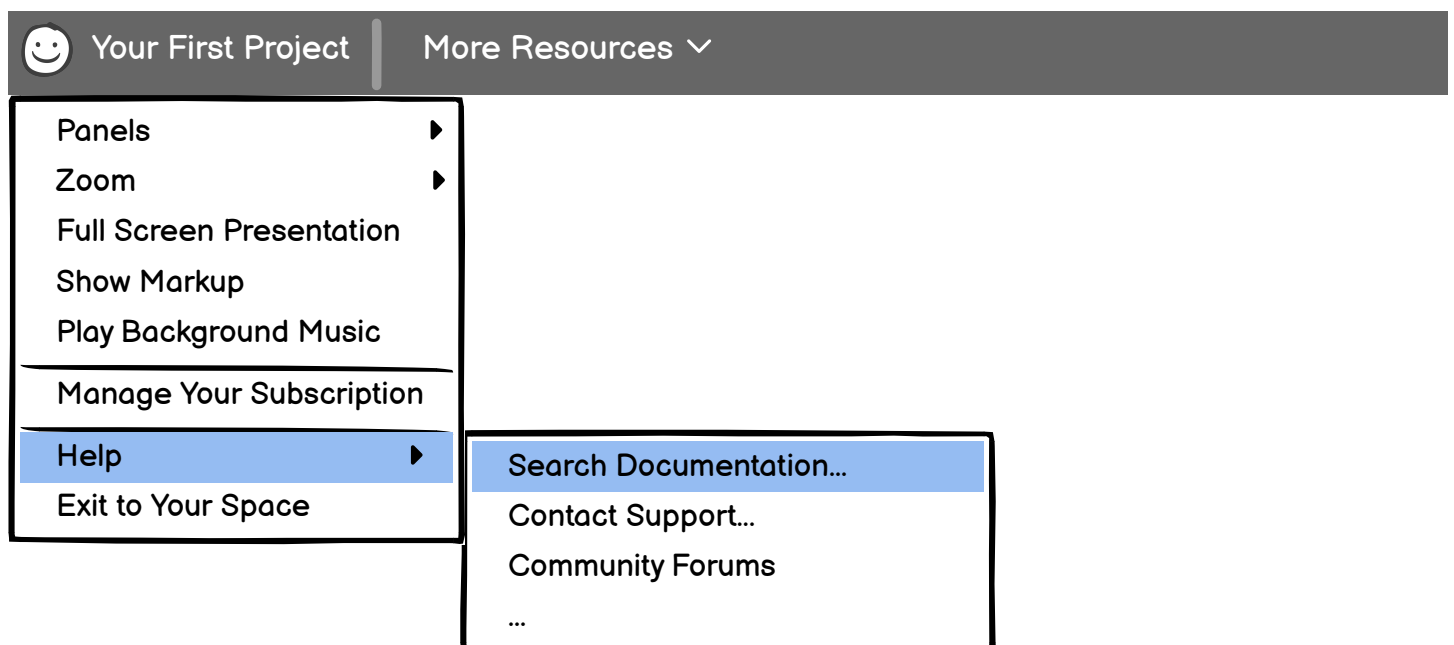 Your First Project
More Resources
Panels
Zoom
Full Screen Presentation
Show Markup
Play Background Music
Manage Your Subscription
Help
Exit to Your Space
Search Documentation...
Contact Support...
Community Forums
...